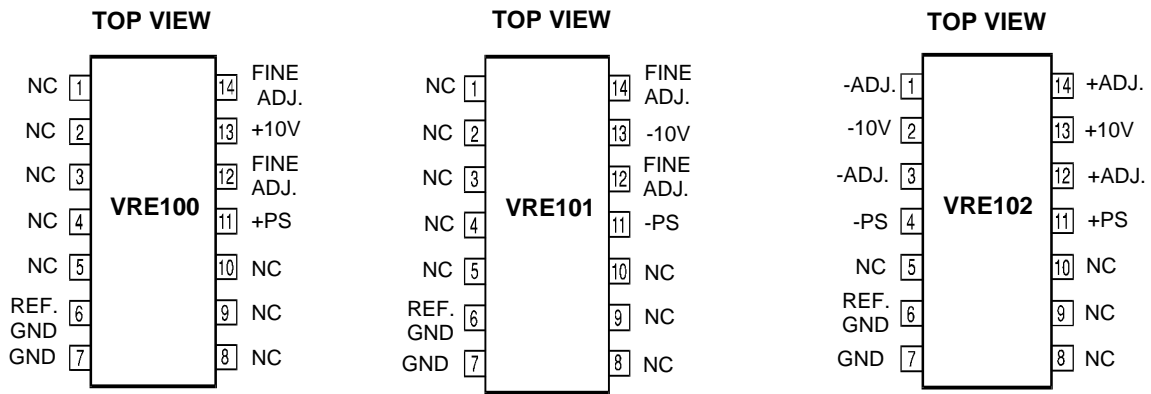 TOP VIEW
NC 1
NC 2
NC 3
NC 4
NC 5
REF.
GND 6
GND 7
VRE100
14 FINE
ADJ.
13 +10V
12 FINE
ADJ.
11 +PS
10 NC
9 NC
8 NC
TOP VIEW
NC 1
NC 2
NC 3
NC 4
NC 5
REF.
GND 6
GND 7
VRE101
14 FINE
ADJ.
13 -10V
12 FINE
ADJ.
11 -PS
10 NC
9 NC
8 NC
TOP VIEW
-ADJ. 1
-10V 2
-ADJ. 3
-PS 4
NC 5
REF.
GND 6
GND 7
VRE102
14 +ADJ.
13 +10V
12 +ADJ.
11 +PS
10 NC
9 NC
8 NC